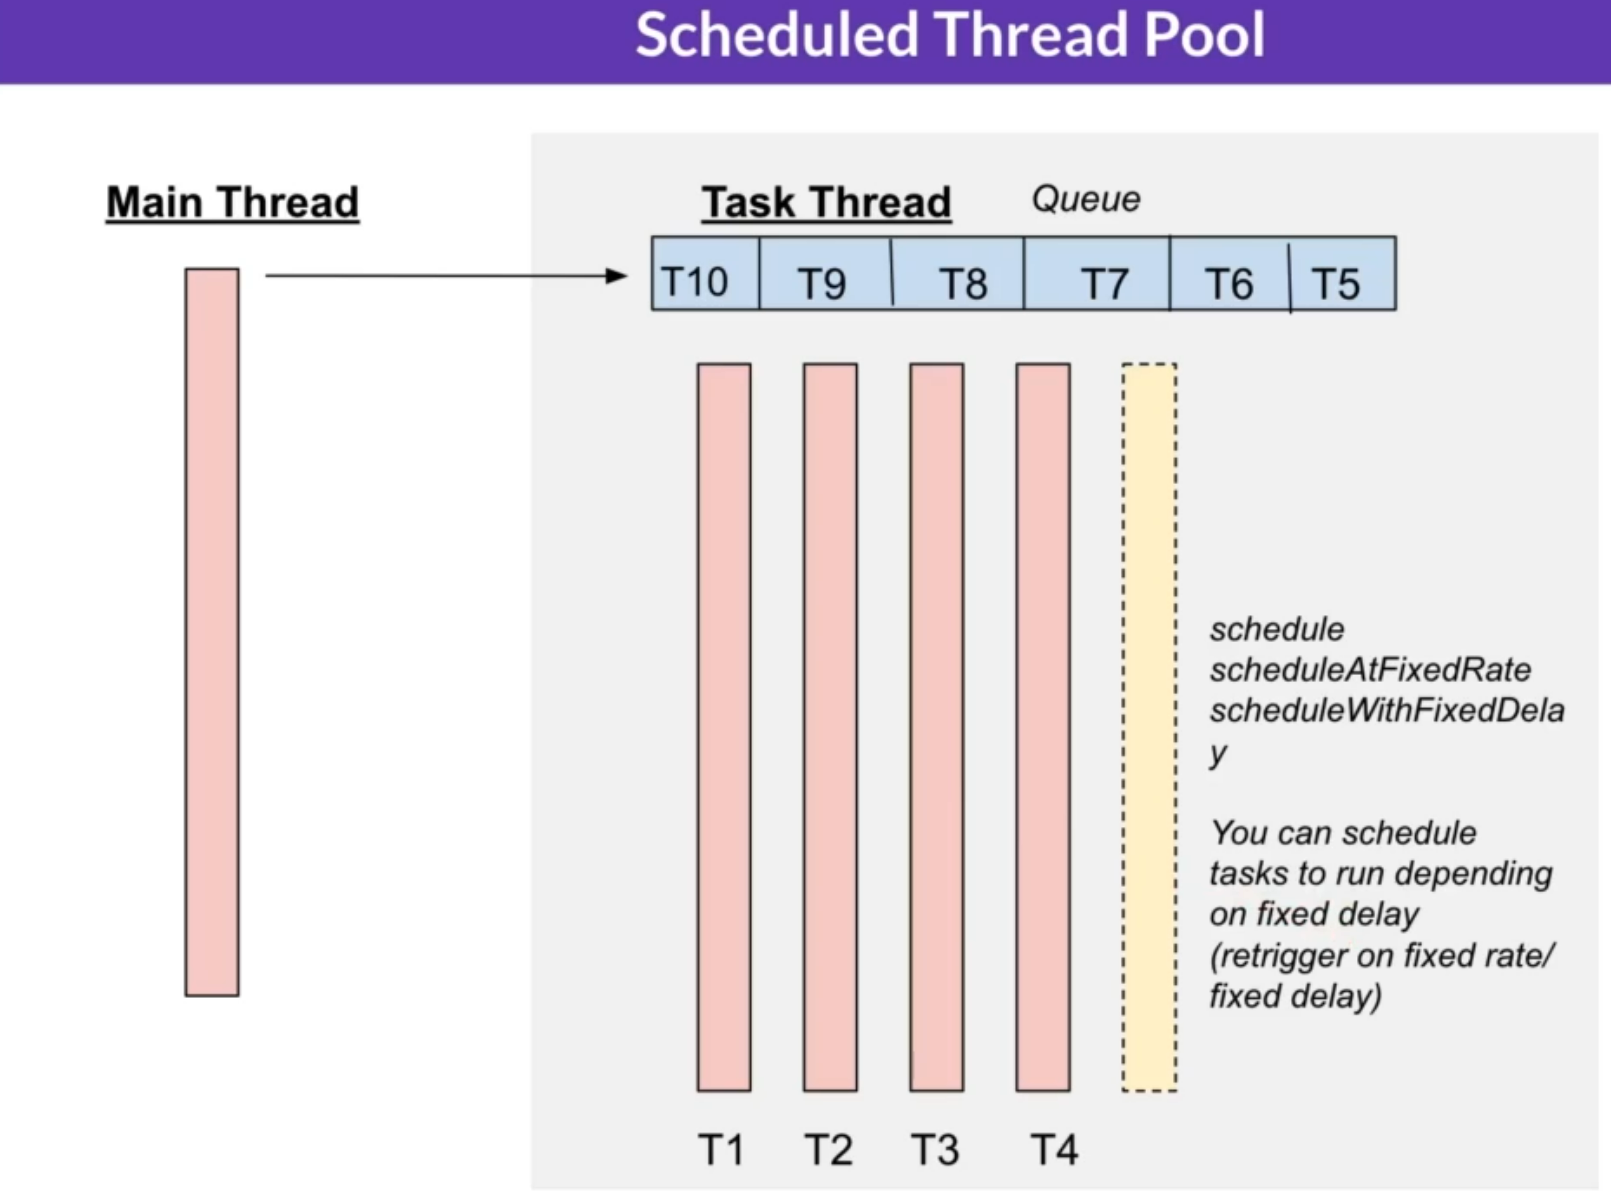 Scheduled Thread Pool
Main Thread
Task Thread
Queue
T10 T9 T8 T7 T6 T5
schedule
scheduleAtFixedRate
scheduleWithFixedDela
y
You can schedule
tasks to run depending
on fixed delay
(retrigger on fixed rate/
fixed delay)
T1 T2 T3 T4